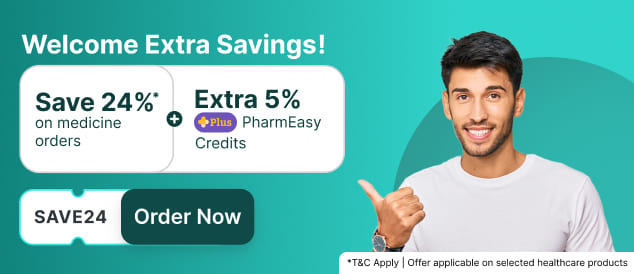 Welcome Extra Savings!
Save 24%*
on medicine
orders
+
Extra 5%
Plus PharmEasy
Credits
SAVE24
Order Now
*T&C Apply | Offer applicable on selected healthcare products